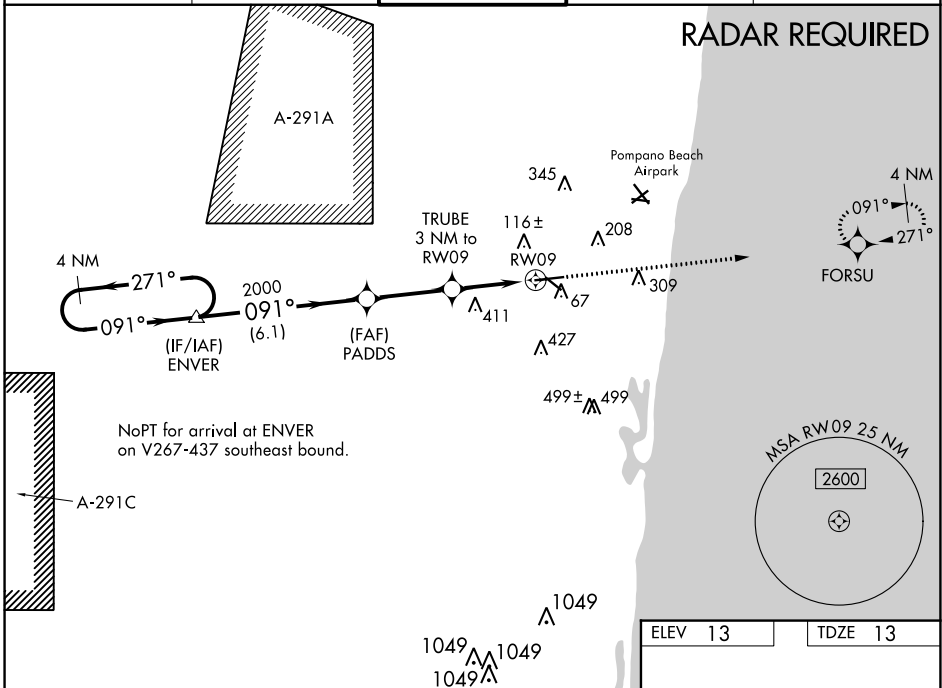 RADAR REQUIRED
A-291A
Pompano Beach
Airpark
345
4 NM
091°
271°
FORSU
TRUBE
3 NM to
RW09
116±
208
RW09
4 NM
271°
091°
2000
091°
(6.1)
67
309
411
(IF/IAF)
ENVER
(FAF)
PADDS
427
499±
499
NoPT for arrival at ENVER
on V267-437 southeast bound.
A-291C
MSA RW09 25 NM
2600
1049
1049
1049
1049
ELEV 13
TDZE 13